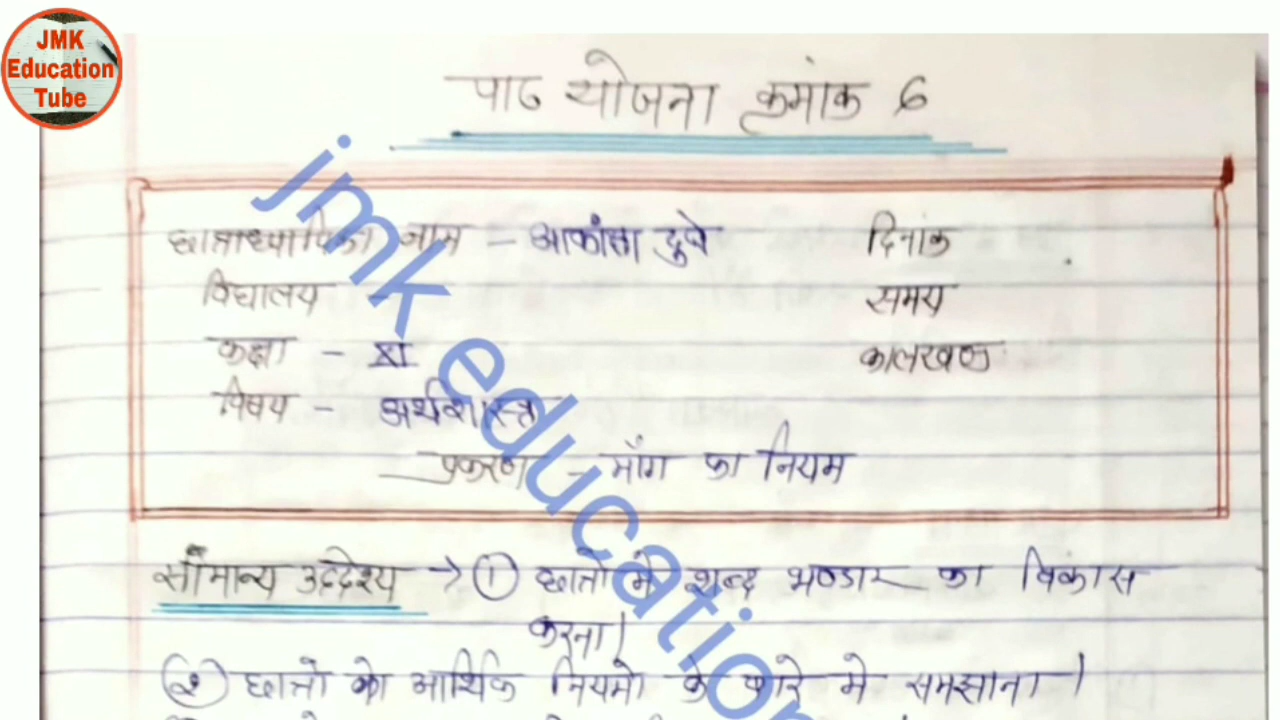 JMK
Education
Tube
पाठ योजना क्रमांक 6
छात्राध्यापिका नाम - आकांक्षा दुबे दिनांक
विद्यालय - समय
कक्षा - XI कालखण्ड
विषय - अर्थशास्त्र
प्रकरण - माँग का नियम
सामान्य उद्देश्य → ① छात्रों में शब्द भण्डार का विकास
करना।
② छात्रो को आर्थिक नियमो के बारे मे समझाना।
jmk education